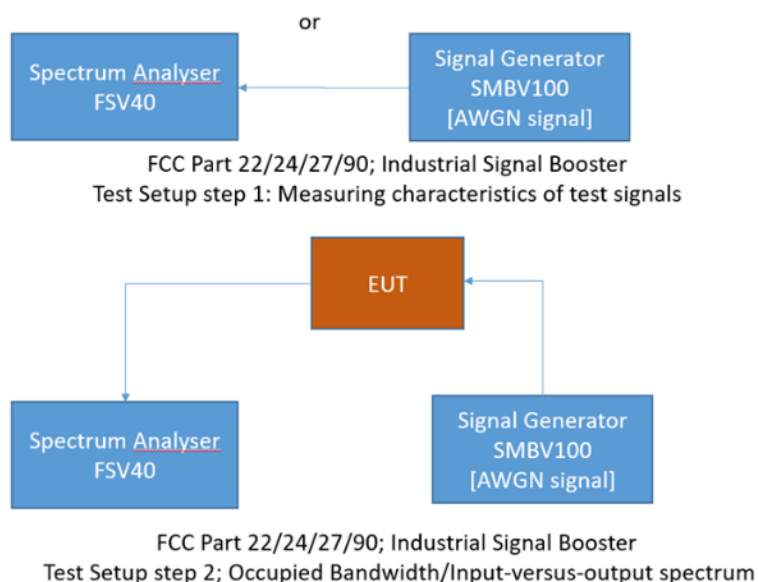 or
Spectrum Analyser
FSV40
Signal Generator
SMBV100
[AWGN signal]
FCC Part 22/24/27/90; Industrial Signal Booster
Test Setup step 1: Measuring characteristics of test signals
EUT
Spectrum Analyser
FSV40
Signal Generator
SMBV100
[AWGN signal]
FCC Part 22/24/27/90; Industrial Signal Booster
Test Setup step 2; Occupied Bandwidth/Input-versus-output spectrum